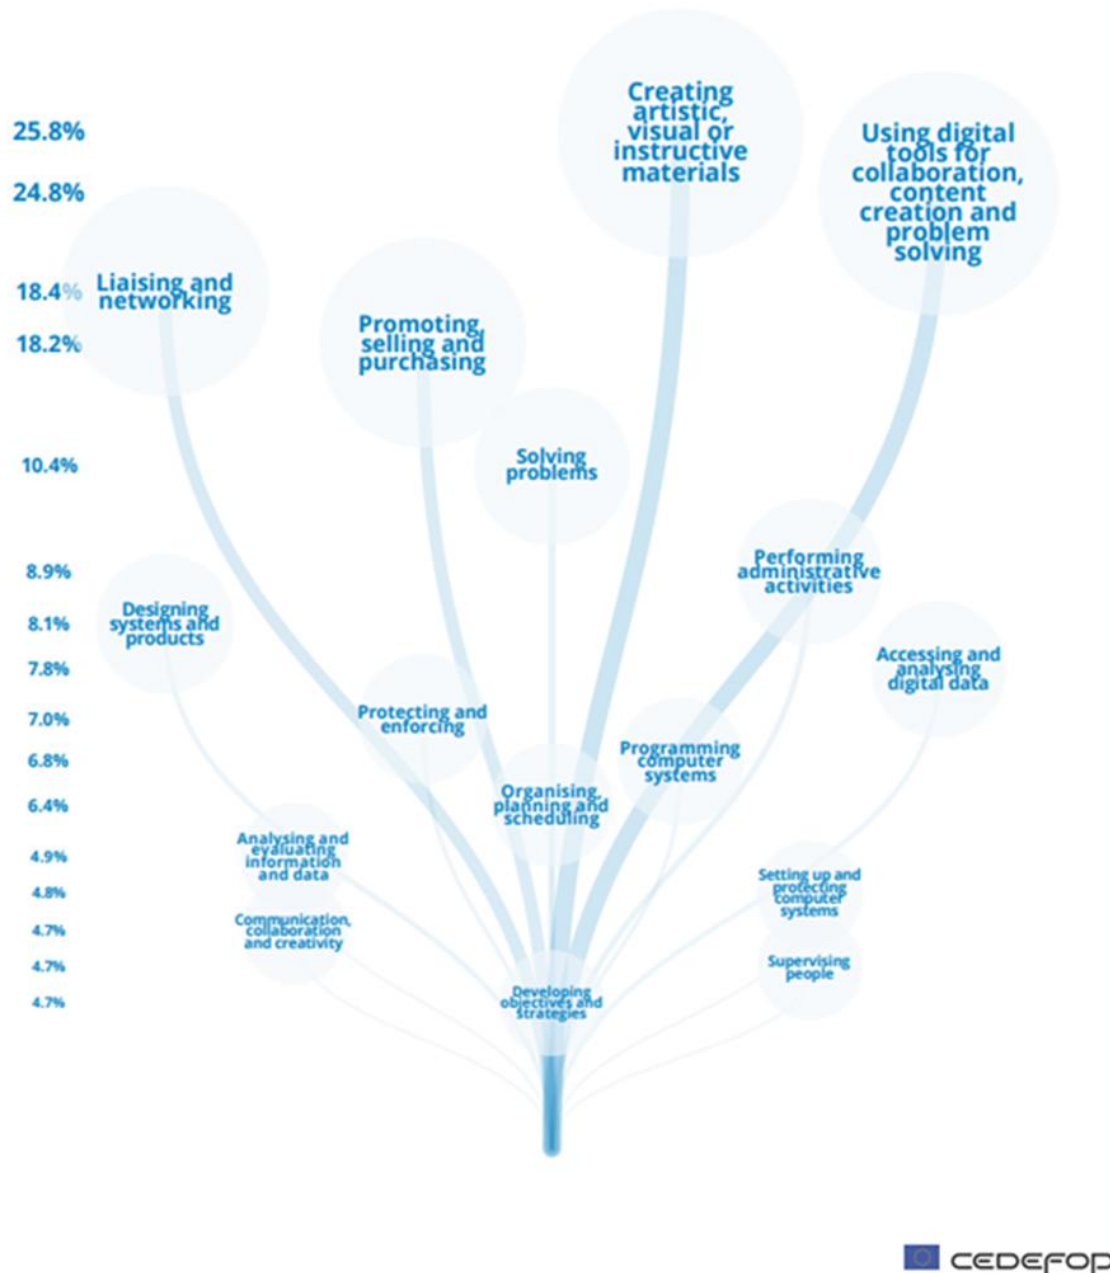 25.8%
24.8%
18.4%
18.2%
10.4%
8.9%
8.1%
7.8%
7.0%
6.8%
6.4%
4.9%
4.8%
4.7%
4.7%
4.7%
Creating
artistic,
visual or
instructive
materials
Using digital
tools for
collaboration,
content
creation and
problem
solving
Liaising and
networking
Promoting,
selling and
purchasing
Solving
problems
Performing
administrative
activities
Designing
systems and
products
Accessing and
analysing
digital data
Protecting and
enforcing
Programming
computer
systems
Organising,
planning and
scheduling
Analysing and
evaluating
information
and data
Setting up and
protecting
computer
systems
Communication,
collaboration
and creativity
Supervising
people
Developing
objectives and
strategies
CEDEFOP